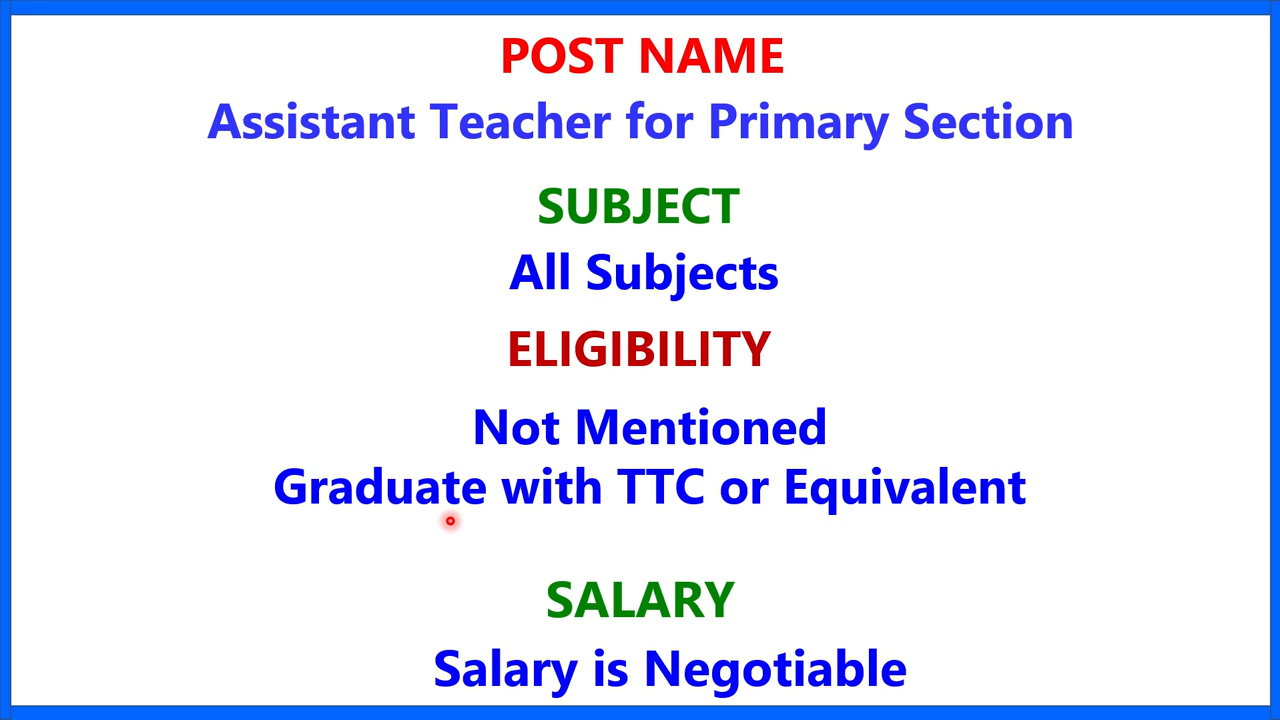 POST NAME
Assistant Teacher for Primary Section
SUBJECT
All Subjects
ELIGIBILITY
Not Mentioned
Graduate with TTC or Equivalent
SALARY
Salary is Negotiable